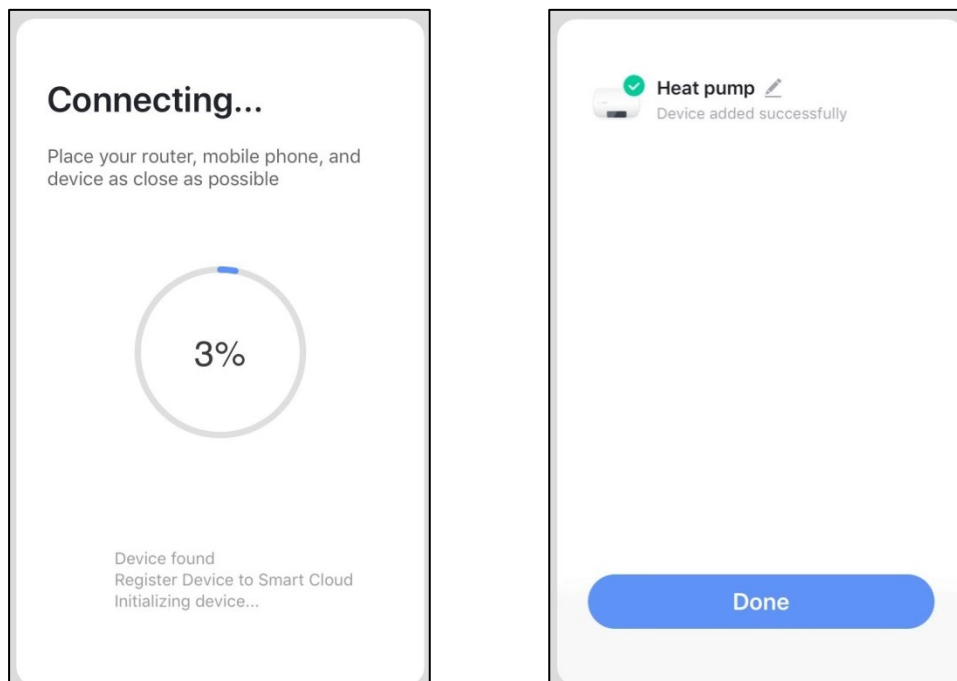 Connecting...
Place your router, mobile phone, and
device as close as possible
3%
Device found
Register Device to Smart Cloud
Initializing device...
Heat pump
Device added successfully
Done